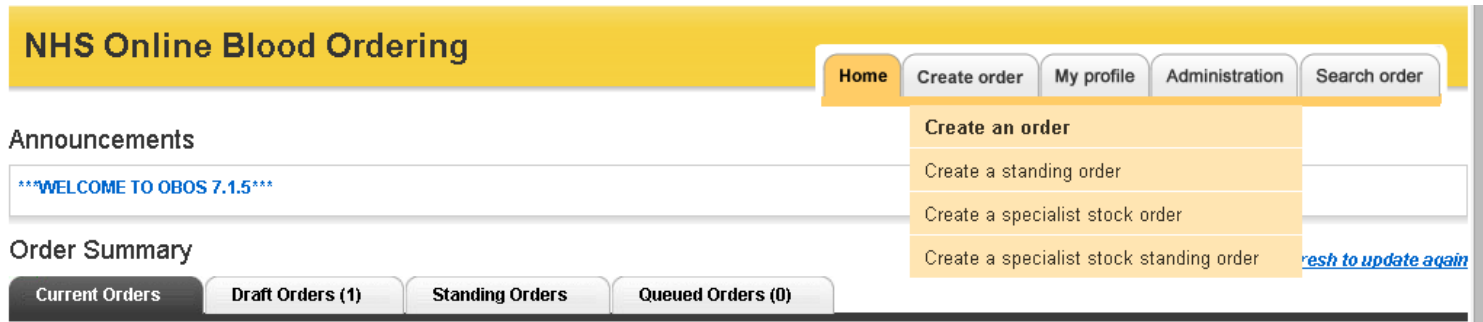 NHS Online Blood Ordering
Home Create order My profile Administration Search order
Create an order
Create a standing order
Create a specialist stock order
Create a specialist stock standing order
Announcements
***WELCOME TO OBOS 7.1.5***
Order Summary
resh to update again
Current Orders Draft Orders (1) Standing Orders Queued Orders (0)